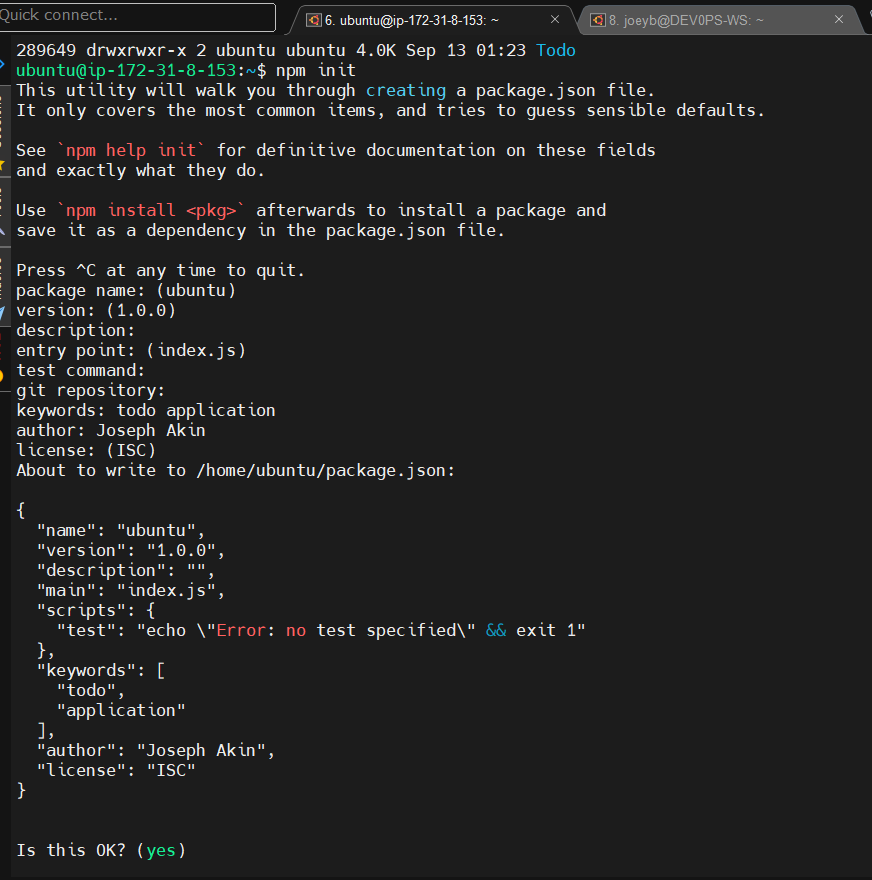 Quick connect...
6. ubuntu@ip-172-31-8-153: ~
8. joeyb@DEV0PS-WS: ~
289649 drwxrwxr-x 2 ubuntu ubuntu 4.0K Sep 13 01:23 Todo
ubuntu@ip-172-31-8-153:~$ npm init
This utility will walk you through creating a package.json file.
It only covers the most common items, and tries to guess sensible defaults.

See `npm help init` for definitive documentation on these fields
and exactly what they do.

Use `npm install <pkg>` afterwards to install a package and
save it as a dependency in the package.json file.

Press ^C at any time to quit.
package name: (ubuntu)
version: (1.0.0)
description:
entry point: (index.js)
test command:
git repository:
keywords: todo application
author: Joseph Akin
license: (ISC)
About to write to /home/ubuntu/package.json:

{
  "name": "ubuntu",
  "version": "1.0.0",
  "description": "",
  "main": "index.js",
  "scripts": {
    "test": "echo \"Error: no test specified\" && exit 1"
  },
  "keywords": [
    "todo",
    "application"
  ],
  "author": "Joseph Akin",
  "license": "ISC"
}

Is this OK? (yes)